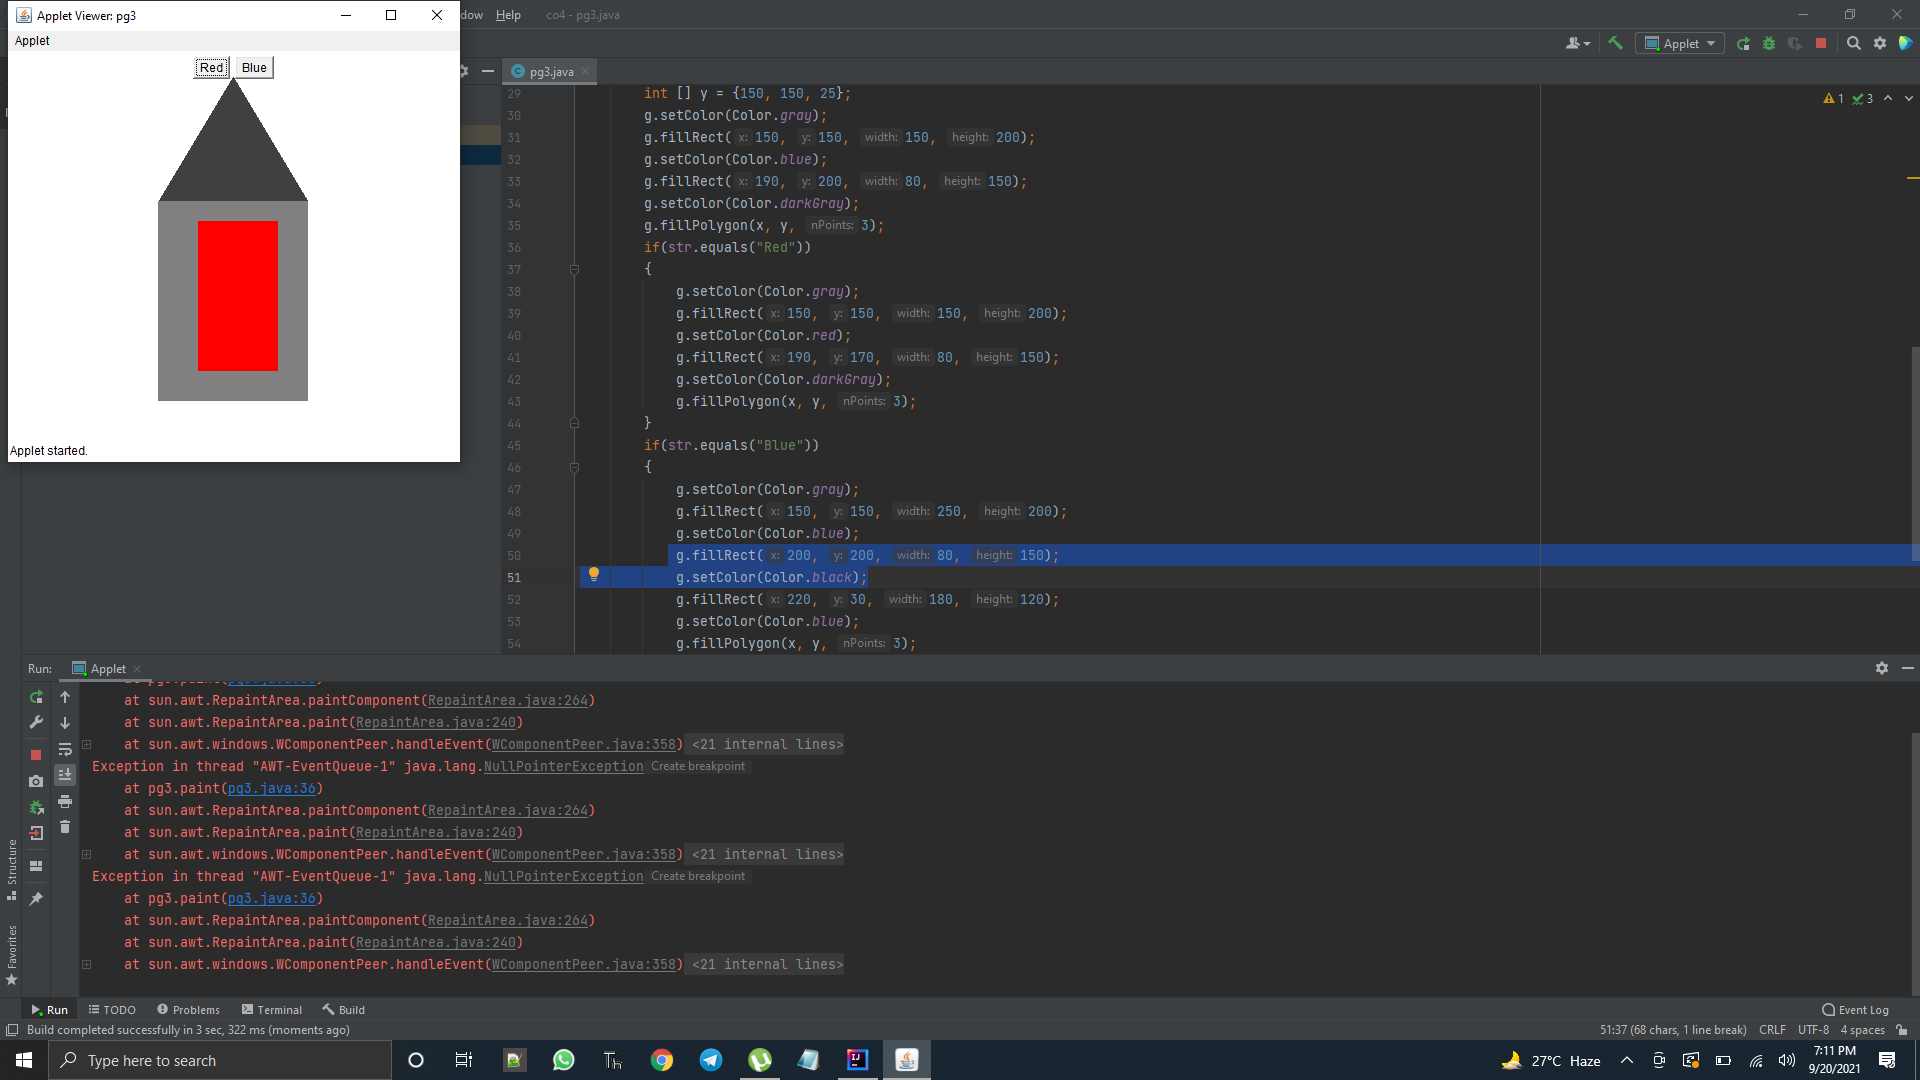 Applet Viewer: pg3
Applet
Red Blue
Applet started.
dow Help co4 - pg3.java
Applet
pg3.java
1 3
29 int [] y = {150, 150, 25};
30 g.setColor(Color.gray);
31 g.fillRect( x: 150, y: 150, width: 150, height: 200);
32 g.setColor(Color.blue);
33 g.fillRect( x: 190, y: 200, width: 80, height: 150);
34 g.setColor(Color.darkGray);
35 g.fillPolygon(x, y, nPoints: 3);
36 if(str.equals("Red"))
37 {
38 g.setColor(Color.gray);
39 g.fillRect( x: 150, y: 150, width: 150, height: 200);
40 g.setColor(Color.red);
41 g.fillRect( x: 190, y: 170, width: 80, height: 150);
42 g.setColor(Color.darkGray);
43 g.fillPolygon(x, y, nPoints: 3);
44 }
45 if(str.equals("Blue"))
46 {
47 g.setColor(Color.gray);
48 g.fillRect( x: 150, y: 150, width: 250, height: 200);
49 g.setColor(Color.blue);
50 g.fillRect( x: 200, y: 200, width: 80, height: 150);
51 g.setColor(Color.black);
52 g.fillRect( x: 220, y: 30, width: 180, height: 120);
53 g.setColor(Color.blue);
54 g.fillPolygon(x, y, nPoints: 3);
Run: Applet
at sun.awt.RepaintArea.paintComponent(RepaintArea.java:264)
at sun.awt.RepaintArea.paint(RepaintArea.java:240)
at sun.awt.windows.WComponentPeer.handleEvent(WComponentPeer.java:358) <21 internal lines>
Exception in thread "AWT-EventQueue-1" java.lang.NullPointerException Create breakpoint
at pg3.paint(pg3.java:36)
at sun.awt.RepaintArea.paintComponent(RepaintArea.java:264)
at sun.awt.RepaintArea.paint(RepaintArea.java:240)
at sun.awt.windows.WComponentPeer.handleEvent(WComponentPeer.java:358) <21 internal lines>
Exception in thread "AWT-EventQueue-1" java.lang.NullPointerException Create breakpoint
at pg3.paint(pg3.java:36)
at sun.awt.RepaintArea.paintComponent(RepaintArea.java:264)
at sun.awt.RepaintArea.paint(RepaintArea.java:240)
at sun.awt.windows.WComponentPeer.handleEvent(WComponentPeer.java:358) <21 internal lines>
Structure
Favorites
Run TODO Problems Terminal Build Event Log
Build completed successfully in 3 sec, 322 ms (moments ago) 51:37 (68 chars, 1 line break) CRLF UTF-8 4 spaces
Type here to search
27°C Haze
7:11 PM
9/20/2021